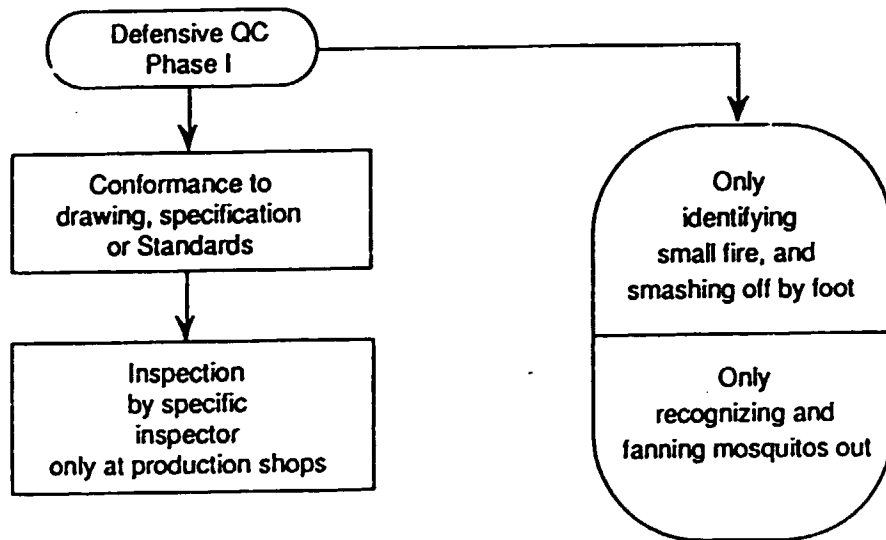 Defensive QC
Phase I
Conformance to
drawing, specification
or Standards
Inspection
by specific
inspector
only at production shops
Only
identifying
small fire, and
smashing off by foot
Only
recognizing and
fanning mosquitos out